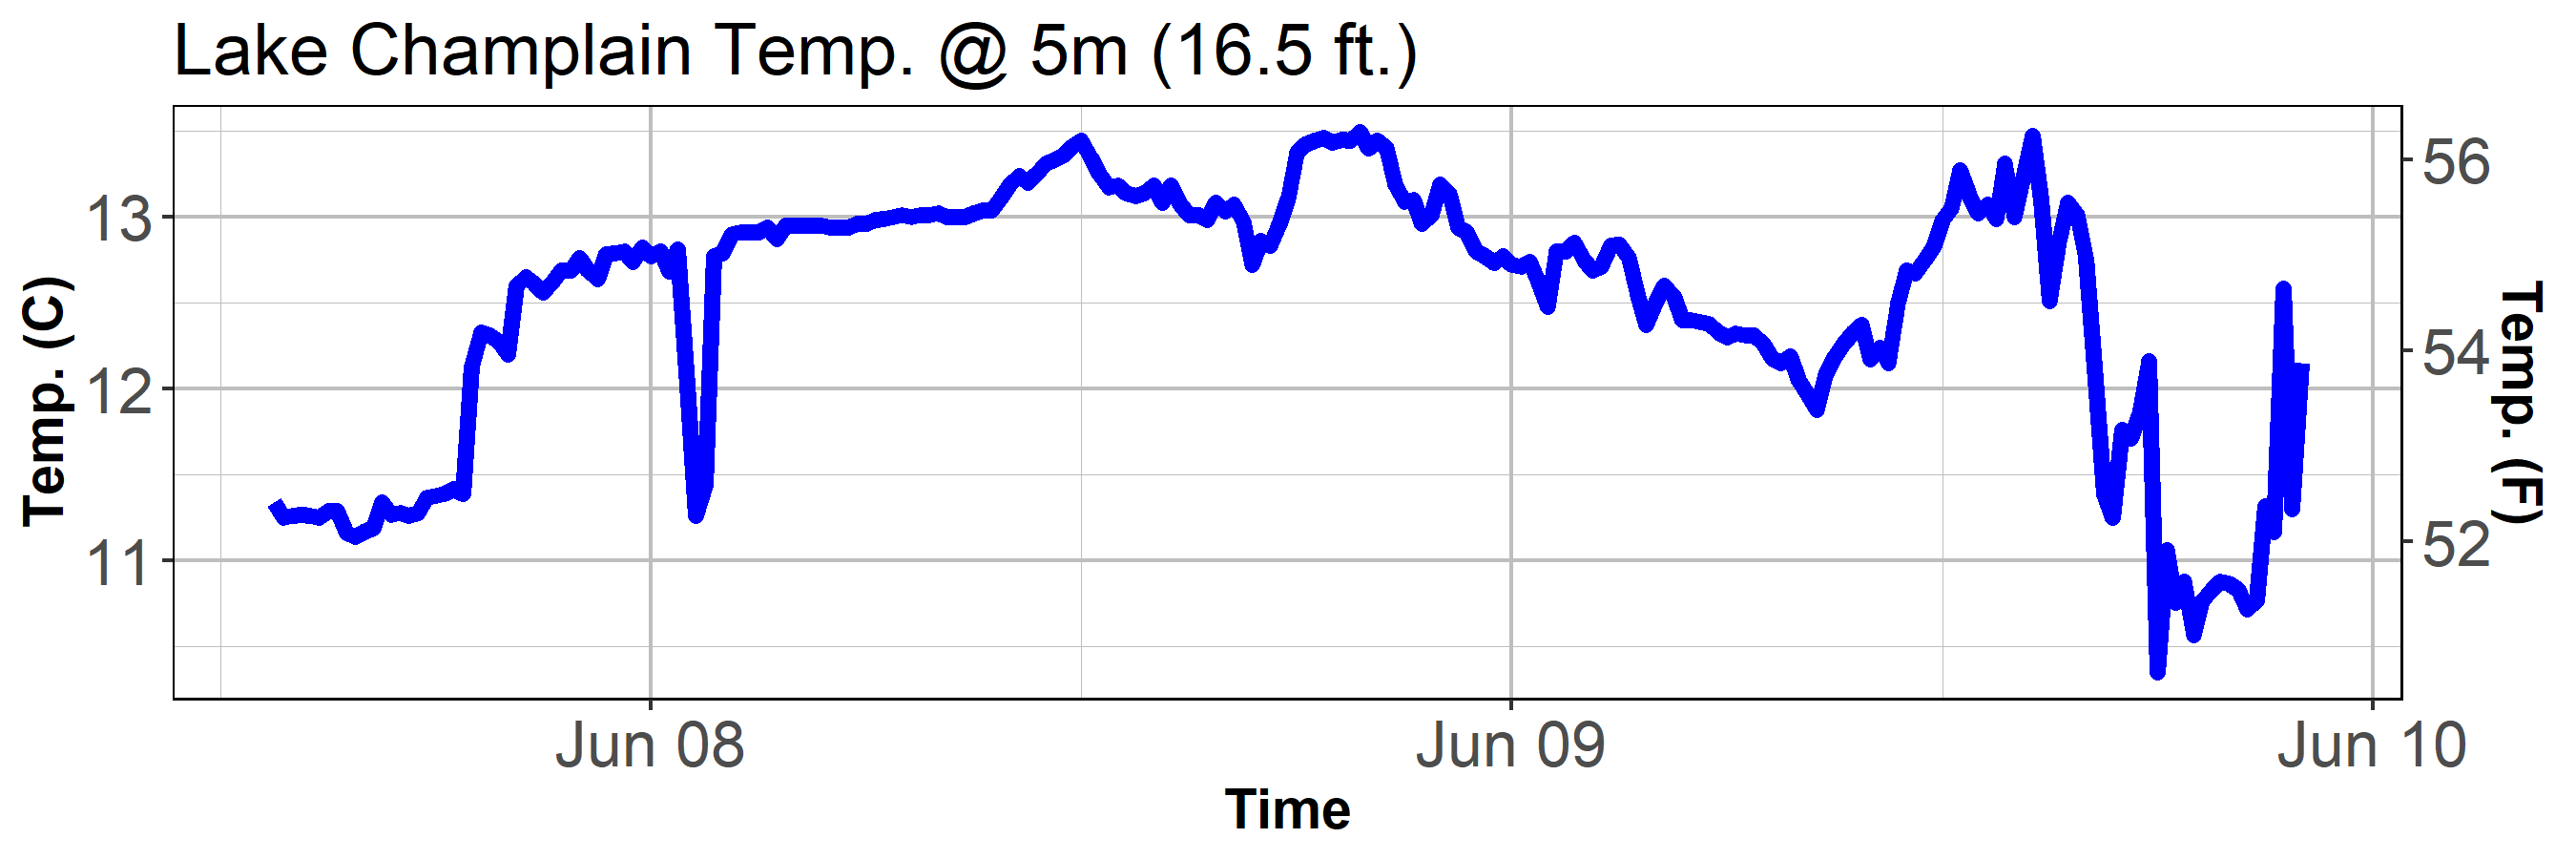 Lake Champlain Temp. @ 5m (16.5 ft.)
Temp. (C)
13
12
11
56
54
52
Temp. (F)
Jun 08
Jun 09
Jun 10
Time